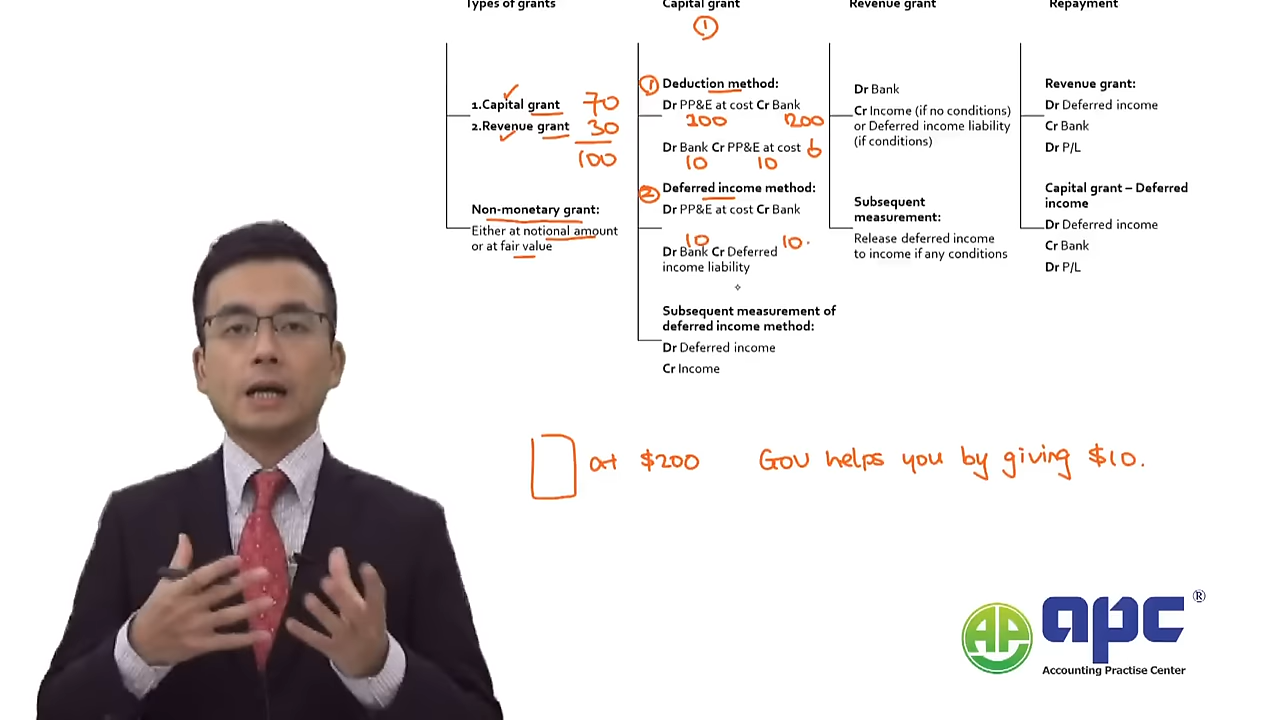 Types of grants
1.Capital grant 70
2.Revenue grant 30
100
Non-monetary grant:
Either at notional amount
or at fair value
Capital grant
1
1 Deduction method:
Dr PP&E at cost Cr Bank
200 200
Dr Bank Cr PP&E at cost
10 10
2 Deferred income method:
Dr PP&E at cost Cr Bank
10 10.
Dr Bank Cr Deferred
income liability
Subsequent measurement of
deferred income method:
Dr Deferred income
Cr Income
Revenue grant
Dr Bank
Cr Income (if no conditions)
or Deferred income liability
(if conditions)
Subsequent
measurement:
Release deferred income
to income if any conditions
Repayment
Revenue grant:
Dr Deferred income
Cr Bank
Dr P/L
Capital grant – Deferred
income
Dr Deferred income
Cr Bank
Dr P/L
at $200 Gov helps you by giving $10.
AP apc ®
Accounting Practise Center